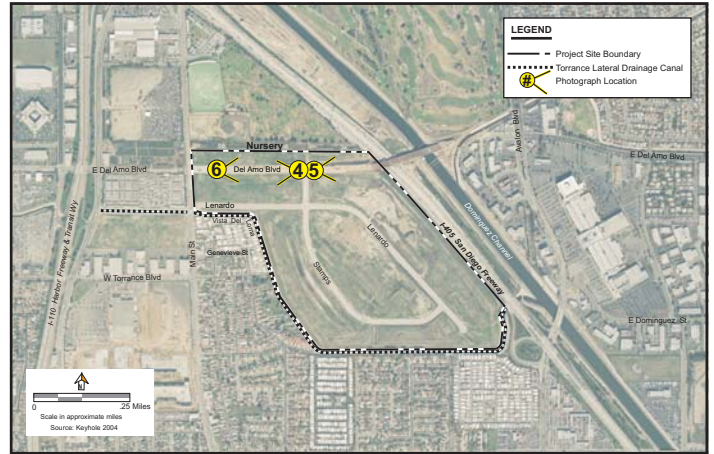 LEGEND
Project Site Boundary
Torrance Lateral Drainage Canal
#
Photograph Location
Avalon Blvd
Nursery
E Del Amo Blvd
6
Del Amo Blvd
4
5
E Del Amo Blvd
Dominquez Channel
Lenardo
Vista Del
Loma
Lenardo
I-405 San Diego Freeway
Main St
Genevieve St
Stamps
I-110 Harbor Freeway & Transit Wy
W Torrance Blvd
E Dominguez St
N
0
.25 Miles
Scale in approximate miles
Source: Keyhole 2004